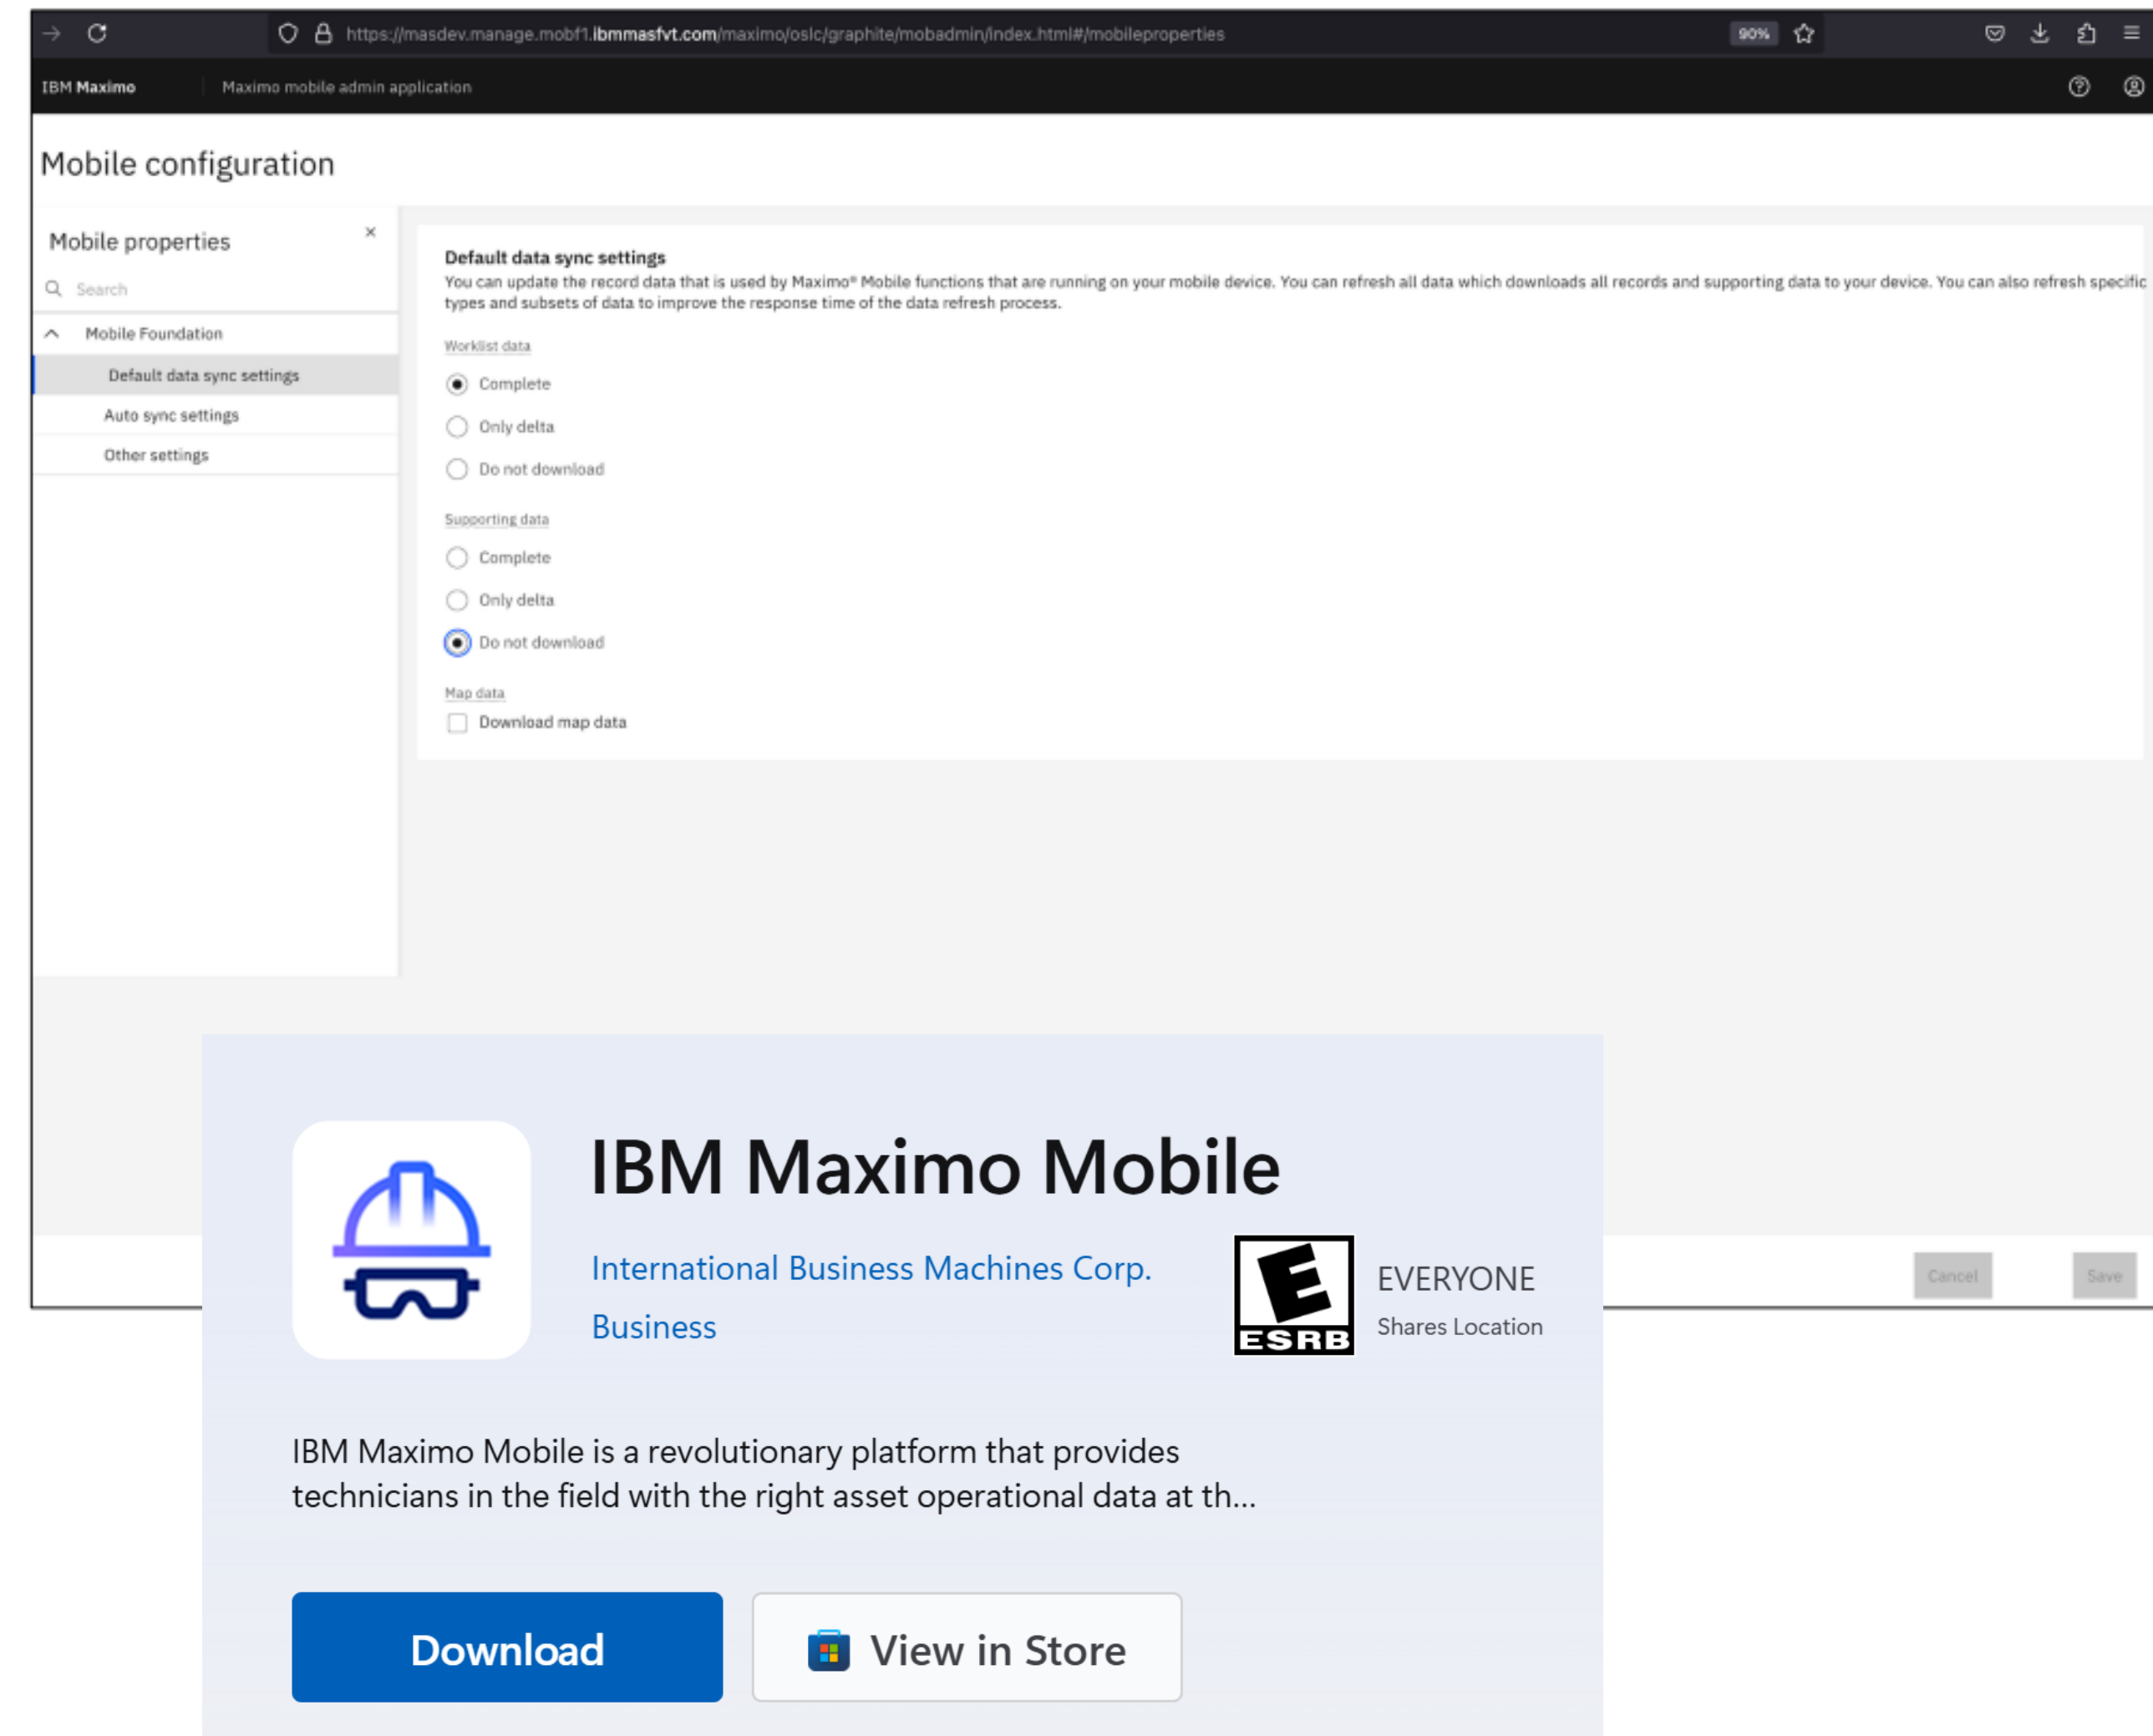 https://masdev.manage.mobf1.ibmmasfvt.com/maximo/oslc/graphite/mobadmin/index.html#/mobileproperties
90%
IBM Maximo
Maximo mobile admin application
Mobile configuration
Mobile properties
Search
Mobile Foundation
Default data sync settings
Auto sync settings
Other settings
Default data sync settings
You can update the record data that is used by Maximo® Mobile functions that are running on your mobile device. You can refresh all data which downloads all records and supporting data to your device. You can also refresh specific
types and subsets of data to improve the response time of the data refresh process.
Worklist data
Complete
Only delta
Do not download
Supporting data
Complete
Only delta
Do not download
Map data
Download map data
Cancel
Save
IBM Maximo Mobile
International Business Machines Corp.
Business
E
ESRB
EVERYONE
Shares Location
IBM Maximo Mobile is a revolutionary platform that provides
technicians in the field with the right asset operational data at th...
Download
View in Store